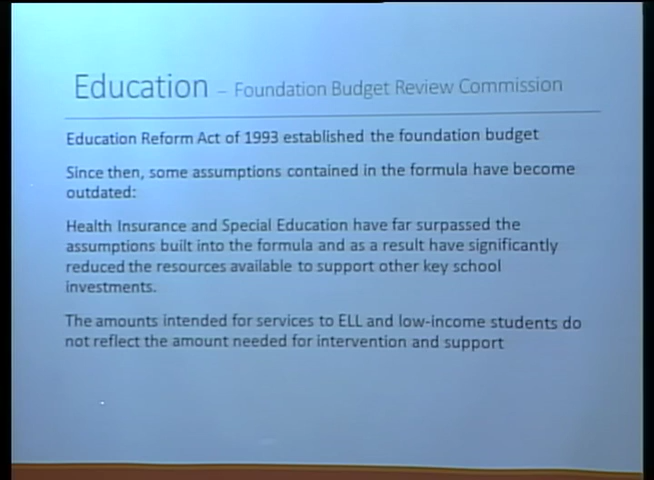 Education – Foundation Budget Review Commission
Education Reform Act of 1993 established the foundation budget
Since then, some assumptions contained in the formula have become
outdated:
Health Insurance and Special Education have far surpassed the
assumptions built into the formula and as a result have significantly
reduced the resources available to support other key school
investments.
The amounts intended for services to ELL and low-income students do
not reflect the amount needed for intervention and support